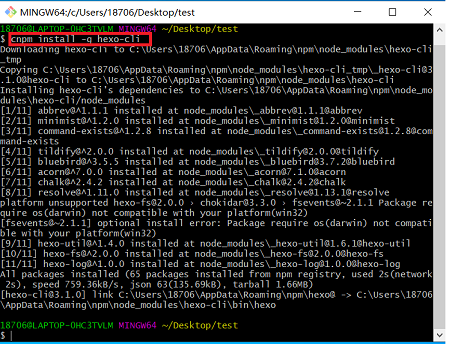 MINGW64:/c/Users/18706/Desktop/test
18706@LAPTOP-OHC3TVLM MINGW64 ~/Desktop/test
$ cnpm install -g hexo-cli
Downloading hexo-cli to C:\Users\18706\AppData\Roaming\npm\node_modules\hexo-cli
_tmp
Copying C:\Users\18706\AppData\Roaming\npm\node_modules\hexo-cli_tmp\_hexo-cli@3
.1.0@hexo-cli to C:\Users\18706\AppData\Roaming\npm\node_modules\hexo-cli
Installing hexo-cli's dependencies to C:\Users\18706\AppData\Roaming\npm\node_mo
dules\hexo-cli/node_modules
[1/11] abbrev@^1.1.1 installed at node_modules\_abbrev@1.1.1@abbrev
[2/11] minimist@^1.2.0 installed at node_modules\_minimist@1.2.0@minimist
[3/11] command-exists@^1.2.8 installed at node_modules\_command-exists@1.2.8@com
mand-exists
[4/11] tildify@^2.0.0 installed at node_modules\_tildify@2.0.0@tildify
[5/11] bluebird@^3.5.5 installed at node_modules\_bluebird@3.7.2@bluebird
[6/11] acorn@^7.0.0 installed at node_modules\_acorn@7.1.0@acorn
[7/11] chalk@^2.4.2 installed at node_modules\_chalk@2.4.2@chalk
[8/11] resolve@^1.11.0 installed at node_modules\_resolve@1.13.1@resolve
platform unsupported hexo-fs@2.0.0 › chokidar@3.3.0 › fsevents@~2.1.1 Package re
quire os(darwin) not compatible with your platform(win32)
[fsevents@~2.1.1] optional install error: Package require os(darwin) not compati
ble with your platform(win32)
[9/11] hexo-util@^1.4.0 installed at node_modules\_hexo-util@1.6.1@hexo-util
[10/11] hexo-fs@^2.0.0 installed at node_modules\_hexo-fs@2.0.0@hexo-fs
[11/11] hexo-log@^1.0.0 installed at node_modules\_hexo-log@1.0.0@hexo-log
All packages installed (65 packages installed from npm registry, used 2s(network
 2s), speed 759.36kB/s, json 63(135.69kB), tarball 1.66MB)
[hexo-cli@3.1.0] link C:\Users\18706\AppData\Roaming\npm\hexo@ -> C:\Users\18706
\AppData\Roaming\npm\node_modules\hexo-cli\bin\hexo
18706@LAPTOP-OHC3TVLM MINGW64 ~/Desktop/test
$